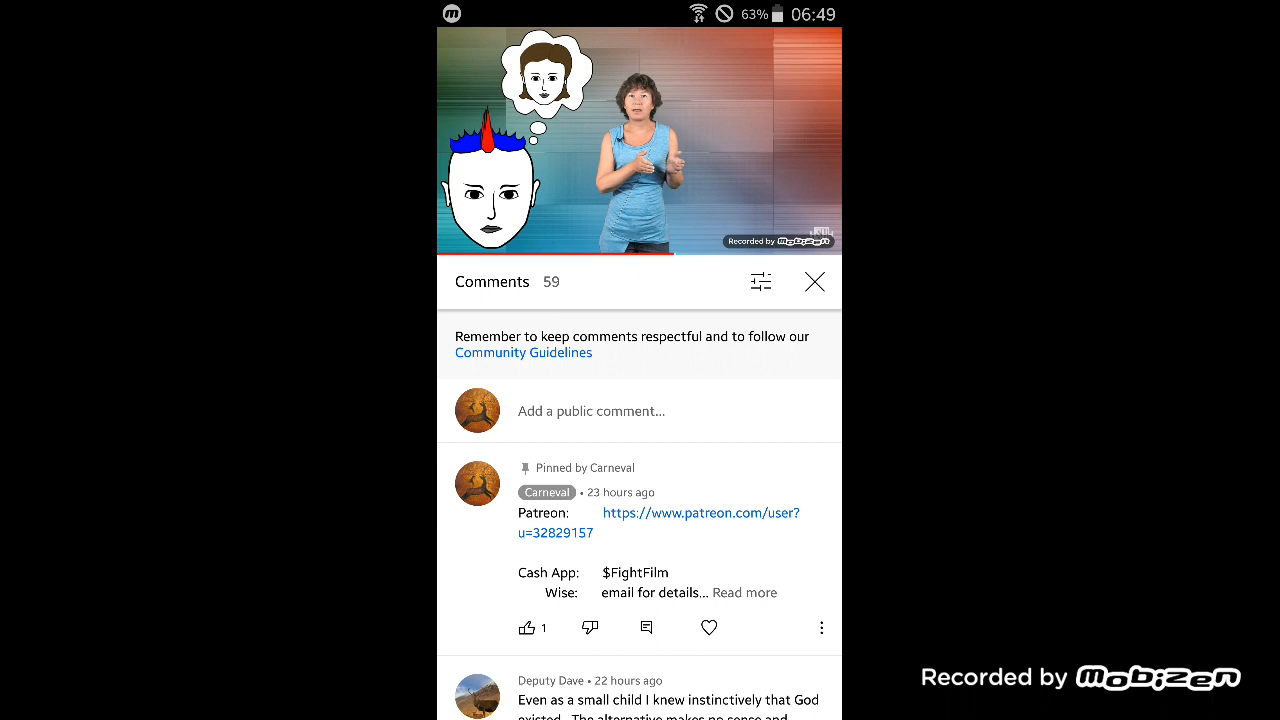 63% 06:49
Recorded by mobizen
Comments 59
Remember to keep comments respectful and to follow our
Community Guidelines
Add a public comment...
Pinned by Carneval
Carneval • 23 hours ago
Patreon: https://www.patreon.com/user?
u=32829157
Cash App: $FightFilm
Wise: email for details... Read more
1
Deputy Dave • 22 hours ago
Even as a small child I knew instinctively that God
existed. The alternative makes no sense and
Recorded by mobizen